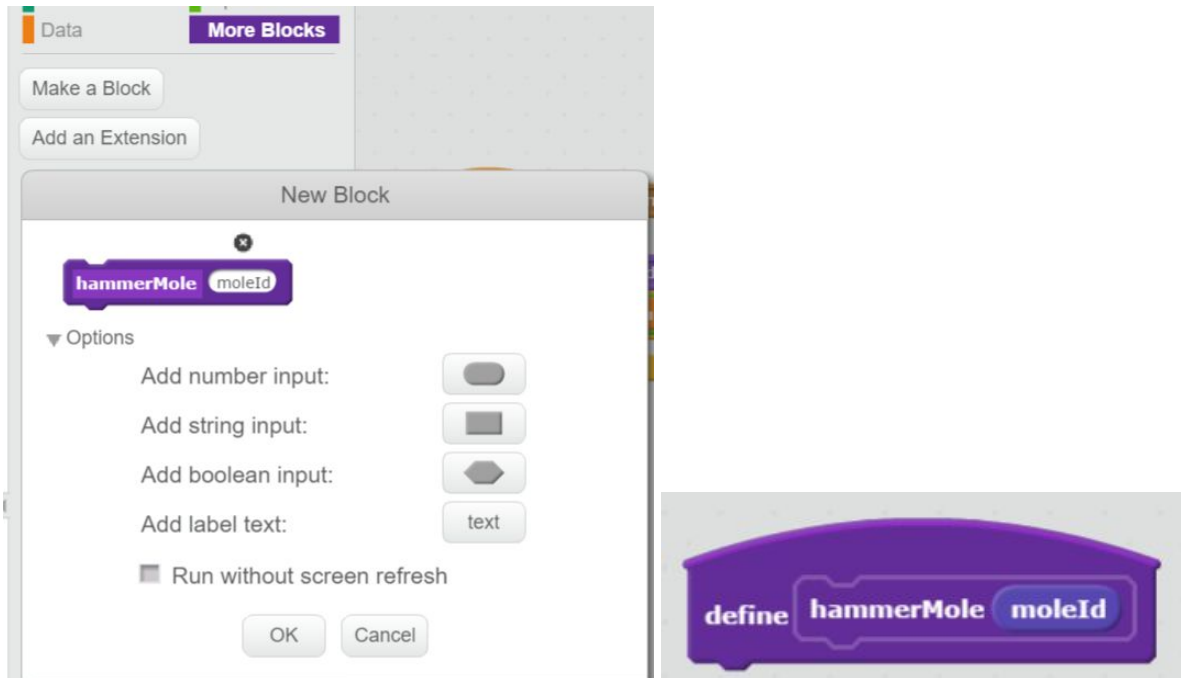 Data
More Blocks
Make a Block
Add an Extension
New Block
hammerMole moleId
Options
Add number input:
Add string input:
Add boolean input:
Add label text: text
Run without screen refresh
OK Cancel
define hammerMole moleId